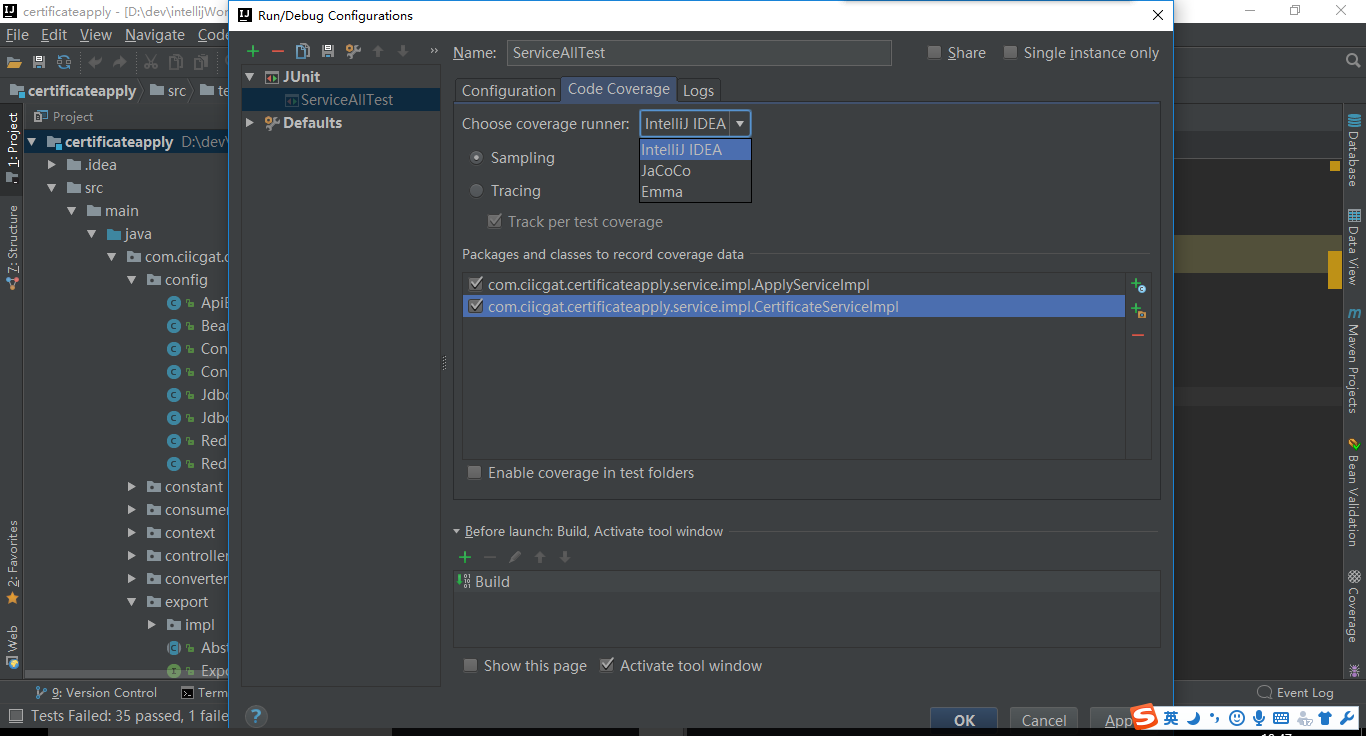 certificateapply - [D:\dev\intellijWor
File Edit View Navigate Code
certificateapply src te
Project
certificateapply D:\dev\
.idea
src
main
java
com.ciicgat.c
config
ApiE
Bear
Con
Con
Jdbc
Jdbc
Red
Red
constant
consumer
context
controller
converter
export
impl
Abst
Expo
1: Project
7: Structure
2: Favorites
Web
9: Version Control Term
Tests Failed: 35 passed, 1 faile
Run/Debug Configurations
JUnit
ServiceAllTest
Defaults
Name: ServiceAllTest Share Single instance only
Configuration Code Coverage Logs
Choose coverage runner: IntelliJ IDEA
IntelliJ IDEA
JaCoCo
Emma
Sampling
Tracing
Track per test coverage
Packages and classes to record coverage data
com.ciicgat.certificateapply.service.impl.ApplyServiceImpl
com.ciicgat.certificateapply.service.impl.CertificateServiceImpl
Enable coverage in test folders
Before launch: Build, Activate tool window
Build
Show this page Activate tool window
OK Cancel App
Database
Data View
Maven Projects
Bean Validation
Coverage
Event Log
英